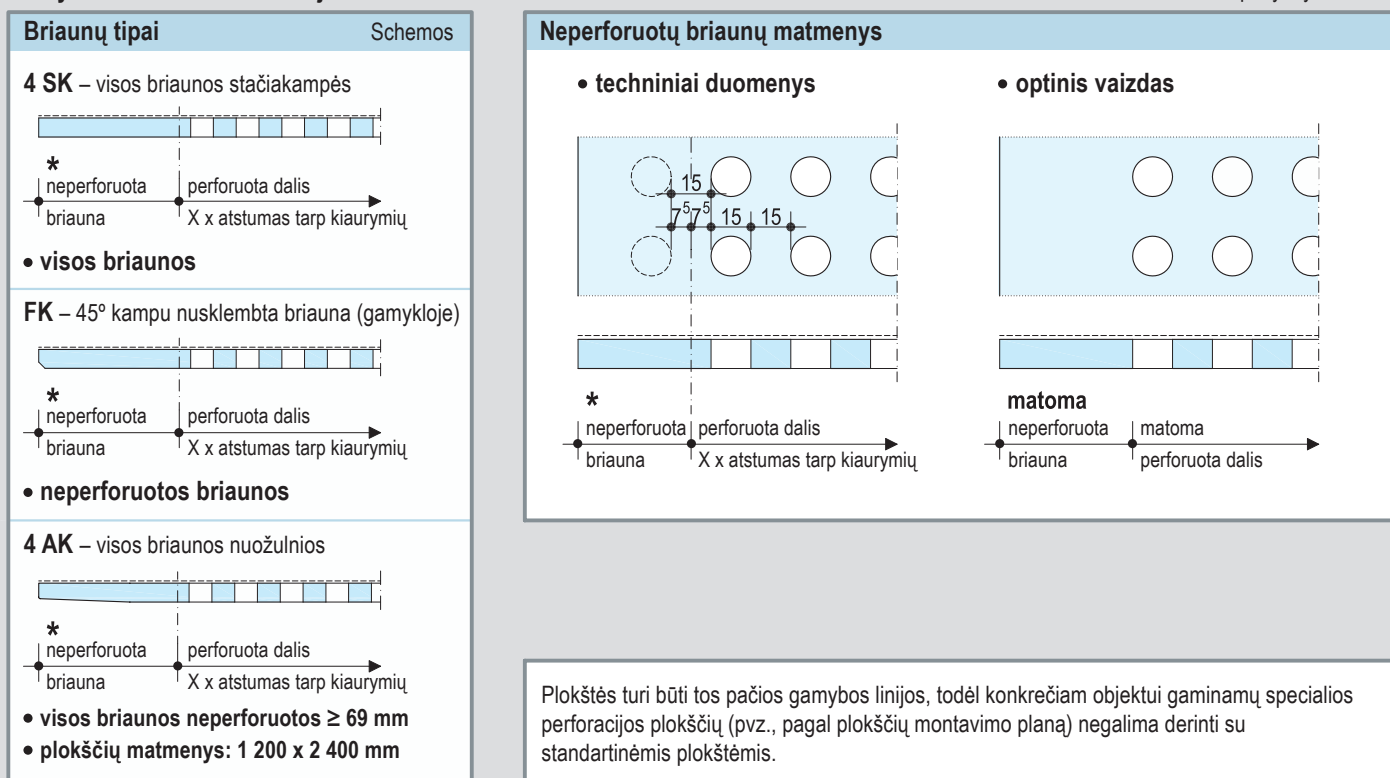 Briaunų tipai Schemos
4 SK – visos briaunos stačiakampės
*
neperforuota perforuota dalis
briauna X x atstumas tarp kiaurymių
• visos briaunos
FK – 45º kampu nusklembta briauna (gamykloje)
*
neperforuota perforuota dalis
briauna X x atstumas tarp kiaurymių
• neperforuotos briaunos
4 AK – visos briaunos nuožulnios
*
neperforuota perforuota dalis
briauna X x atstumas tarp kiaurymių
• visos briaunos neperforuotos ≥ 69 mm
• plokščių matmenys: 1 200 x 2 400 mm
Neperforuotų briaunų matmenys
• techniniai duomenys
15
7⁵ 7⁵ 15 15
*
neperforuota perforuota dalis
briauna X x atstumas tarp kiaurymių
• optinis vaizdas
matoma
neperforuota matoma
briauna perforuota dalis
Plokštės turi būti tos pačios gamybos linijos, todėl konkrečiam objektui gaminamų specialios
perforacijos plokščių (pvz., pagal plokščių montavimo planą) negalima derinti su
standartinėmis plokštėmis.